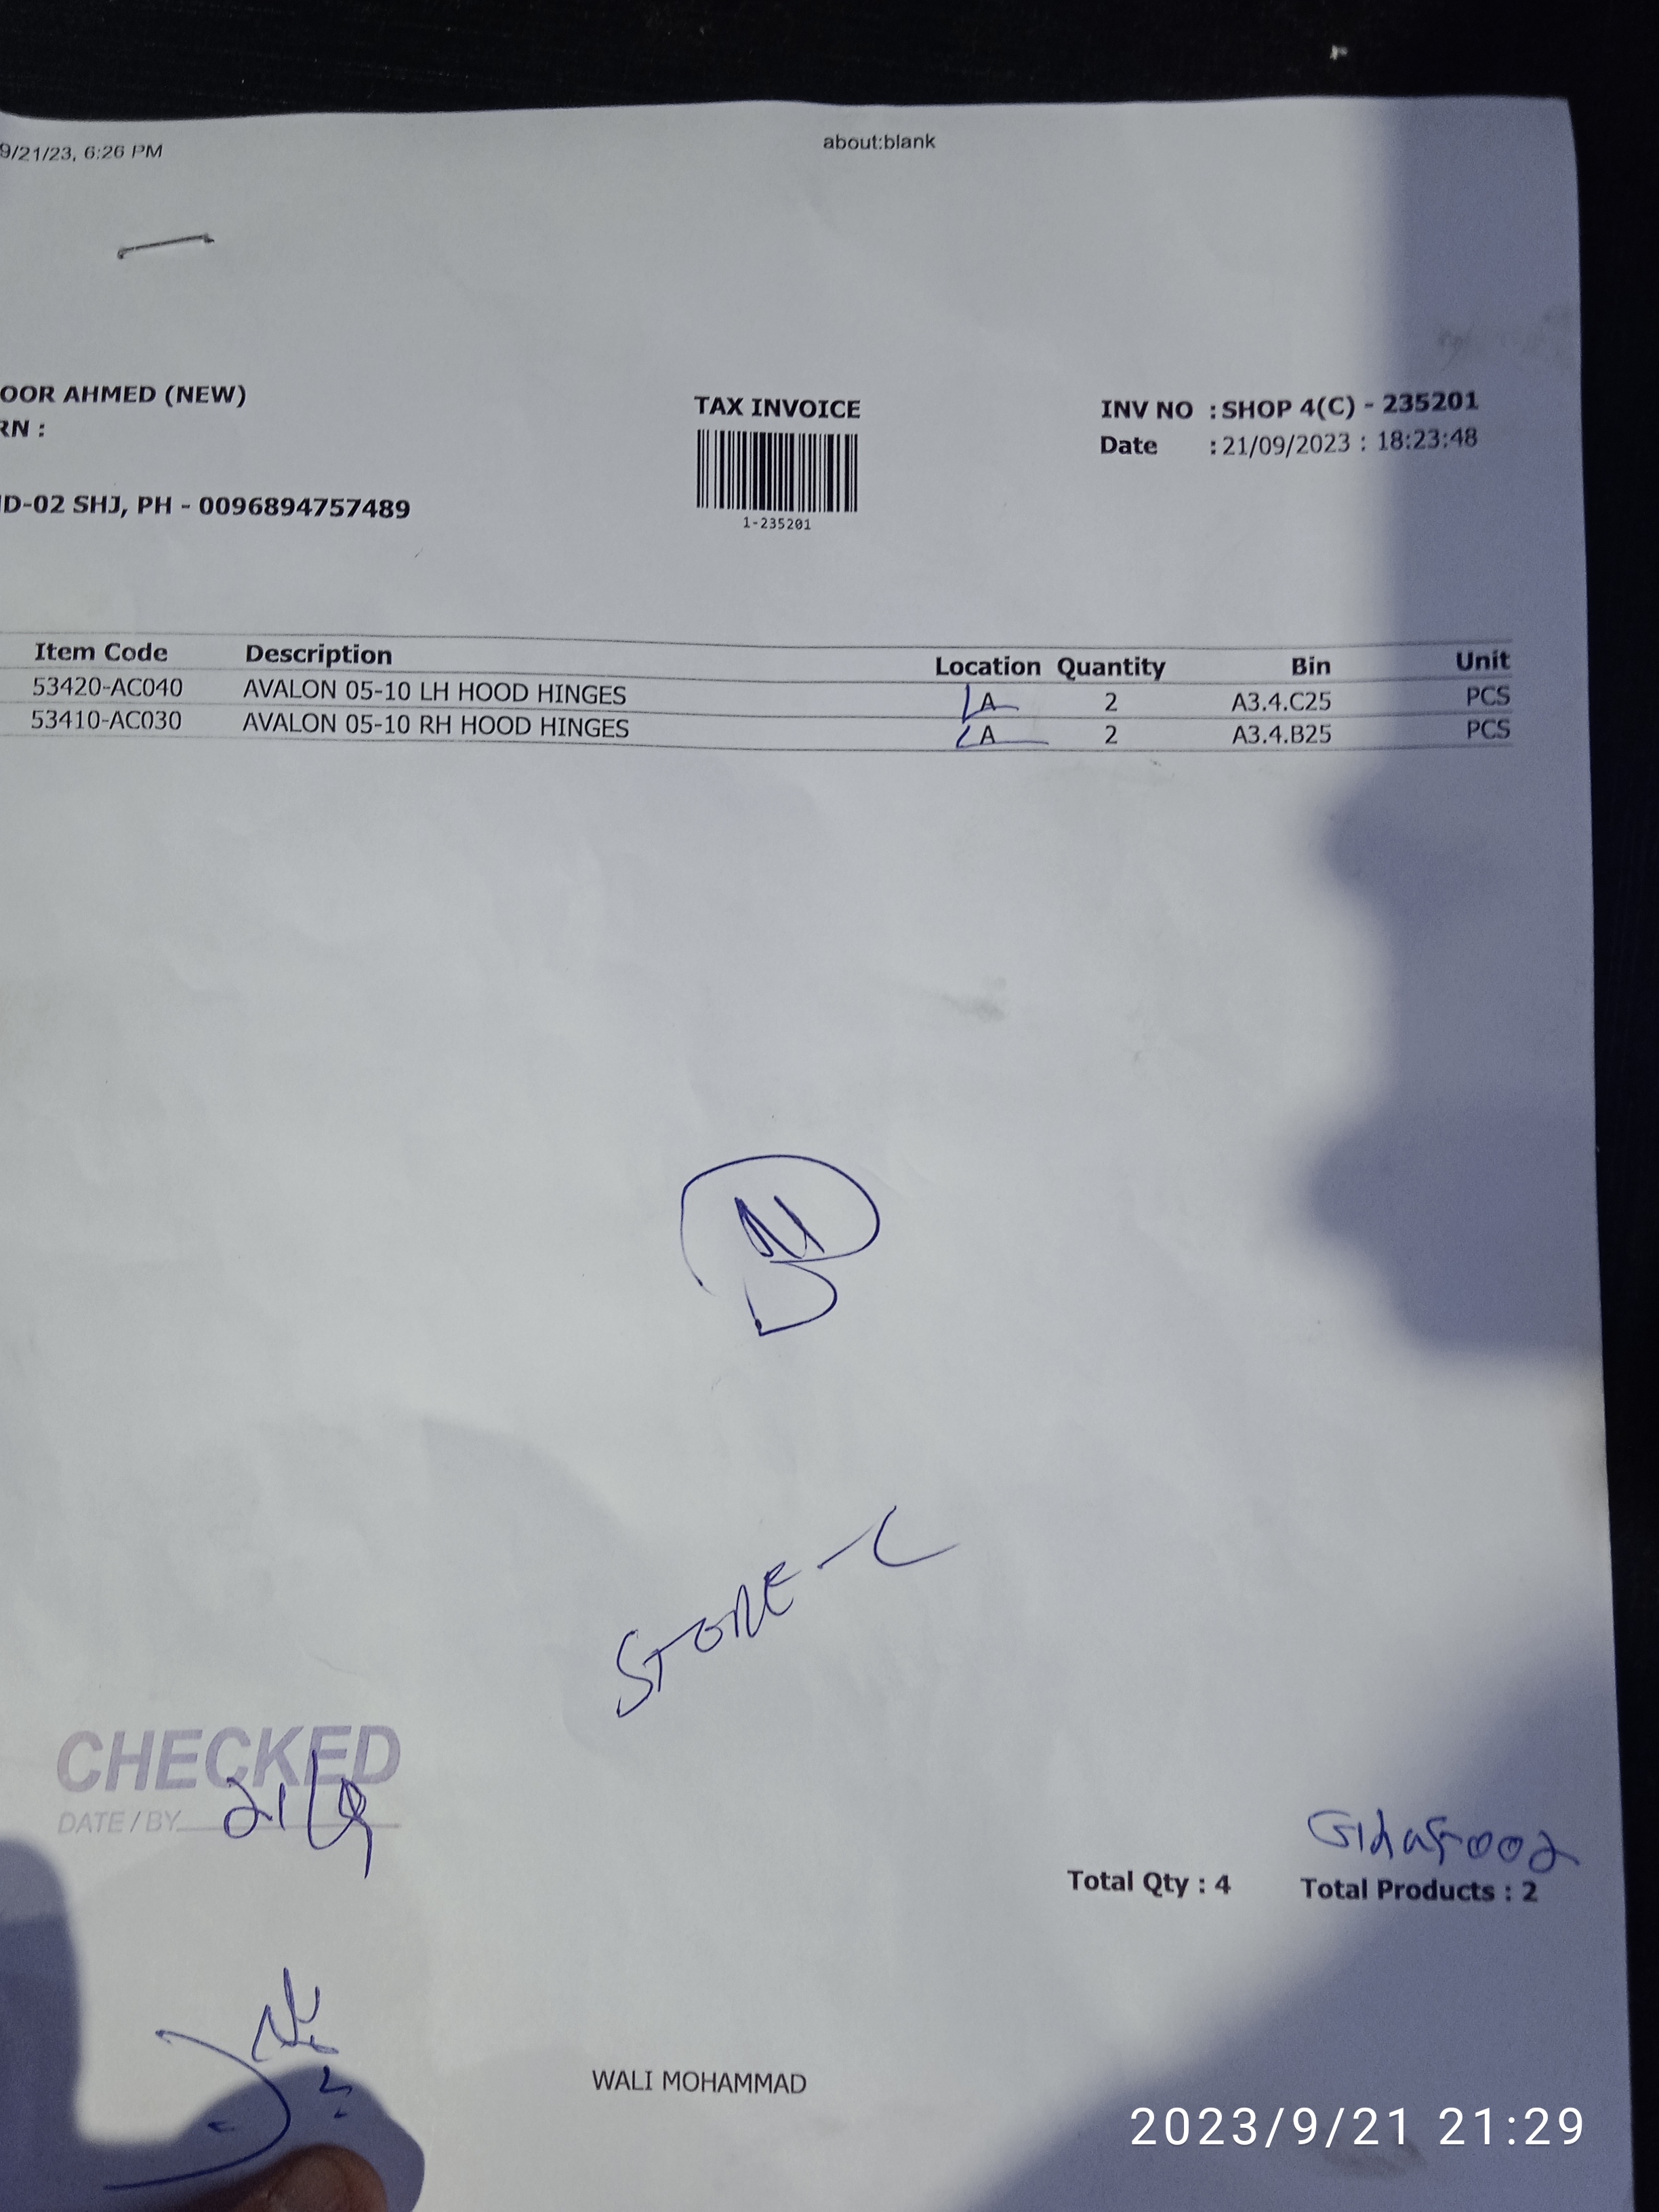 9/21/23, 6:26 PM about:blank
OOR AHMED (NEW) TAX INVOICE INV NO : SHOP 4(C) - 235201
RN : Date : 21/09/2023 : 18:23:48
D-02 SHJ, PH - 0096894757489
1-235201
Item Code Description Location Quantity Bin Unit
53420-AC040 AVALON 05-10 LH HOOD HINGES A 2 A3.4.C25 PCS
53410-AC030 AVALON 05-10 RH HOOD HINGES A 2 A3.4.B25 PCS
STORE-C
CHECKED
DATE / BY 21/9
Total Qty : 4 Total Products : 2
WALI MOHAMMAD
2023/9/21 21:29